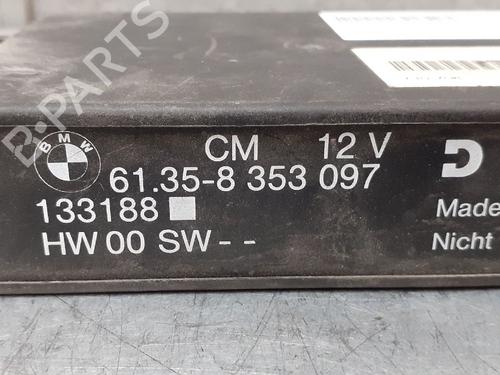 B-PARTS
BMW
CM 12 V
61.35-8 353 097
133188
HW 00 SW - -
D
Made
Nicht